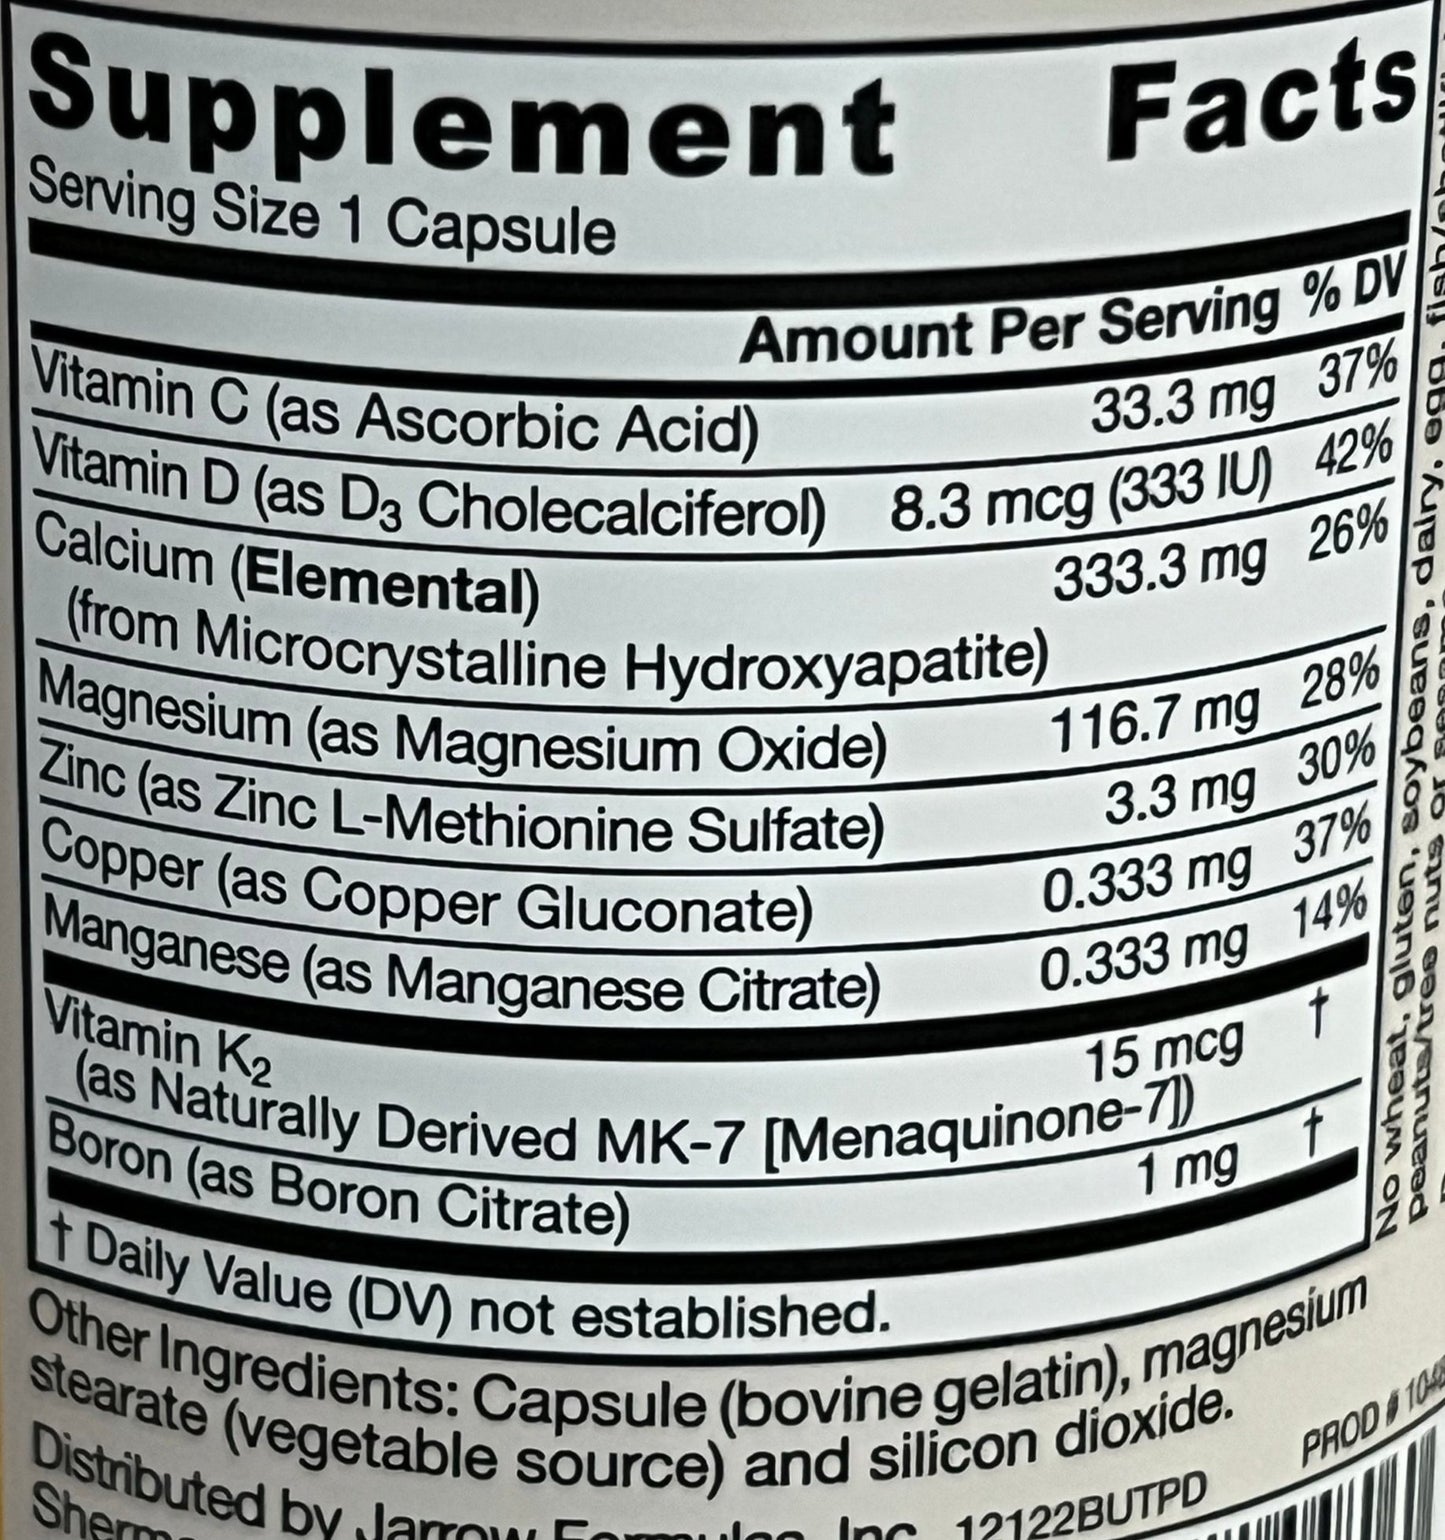 Supplement Facts
Serving Size 1 Capsule
Amount Per Serving % DV
Vitamin C (as Ascorbic Acid) 33.3 mg 37%
Vitamin D (as D₃ Cholecalciferol) 8.3 mcg (333 IU) 42%
Calcium (Elemental) 333.3 mg 26%
(from Microcrystalline Hydroxyapatite)
Magnesium (as Magnesium Oxide) 116.7 mg 28%
Zinc (as Zinc L-Methionine Sulfate) 3.3 mg 30%
Copper (as Copper Gluconate) 0.333 mg 37%
Manganese (as Manganese Citrate) 0.333 mg 14%
Vitamin K₂ 15 mcg †
(as Naturally Derived MK-7 [Menaquinone-7])
Boron (as Boron Citrate) 1 mg †
† Daily Value (DV) not established.
Other Ingredients: Capsule (bovine gelatin), magnesium
stearate (vegetable source) and silicon dioxide.
Distributed by Jarrow Formulas, Inc. 12122BUTPD
PROD #
No wheat, gluten, soybeans, dairy, egg,
peanuts/tree nuts or